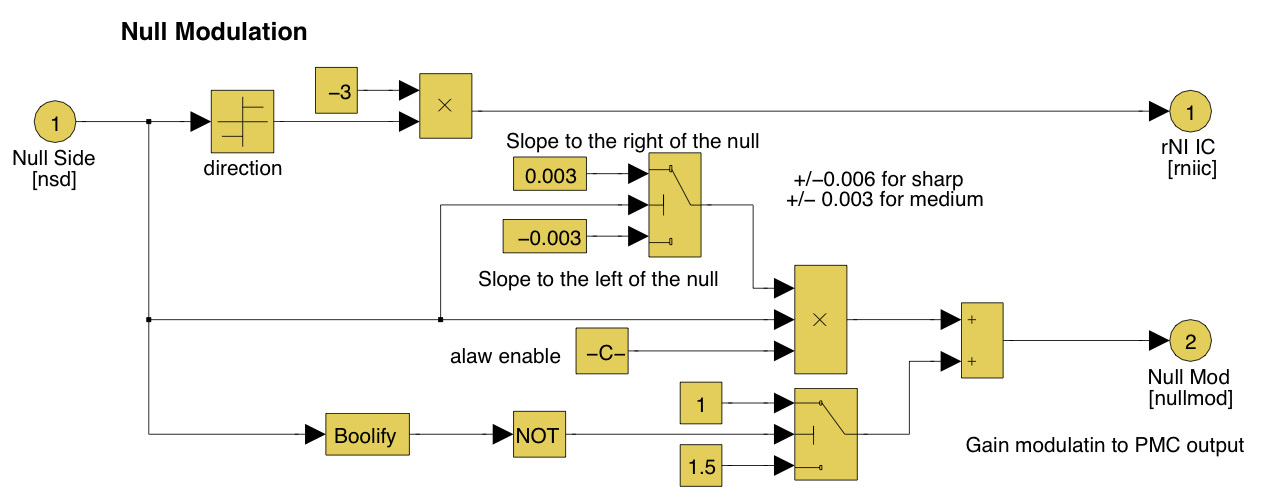 Null Modulation
−3
×
1
Null Side
[nsd]
direction
1
rNI IC
[rniic]
Slope to the right of the null
0.003
−0.003
Slope to the left of the null
+/−0.006 for sharp
+/− 0.003 for medium
alaw enable
−C−
×
+
+
2
Null Mod
[nullmod]
1
Boolify
NOT
1.5
Gain modulatin to PMC output